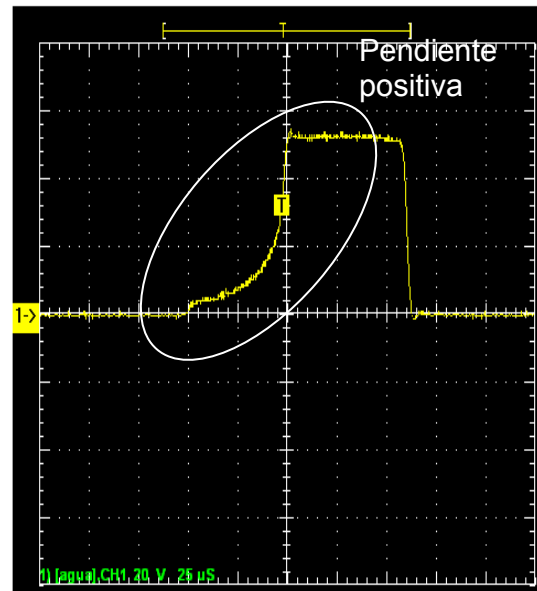 Pendiente
positiva
T
1->
1) [agua],CH1 20 V 25 uS